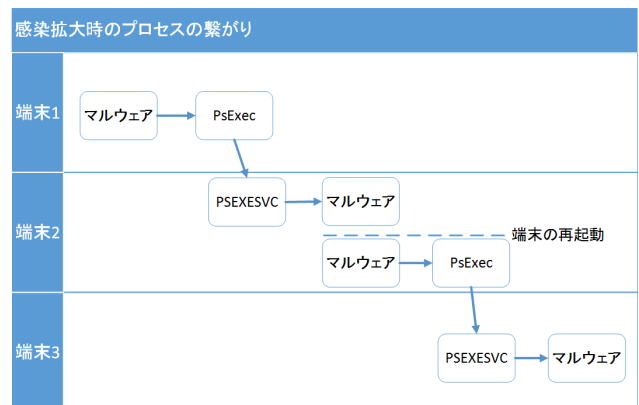 感染拡大時のプロセスの繋がり
端末1
マルウェア
PsExec
端末2
PSEXESVC
マルウェア
端末の再起動
マルウェア
PsExec
端末3
PSEXESVC
マルウェア